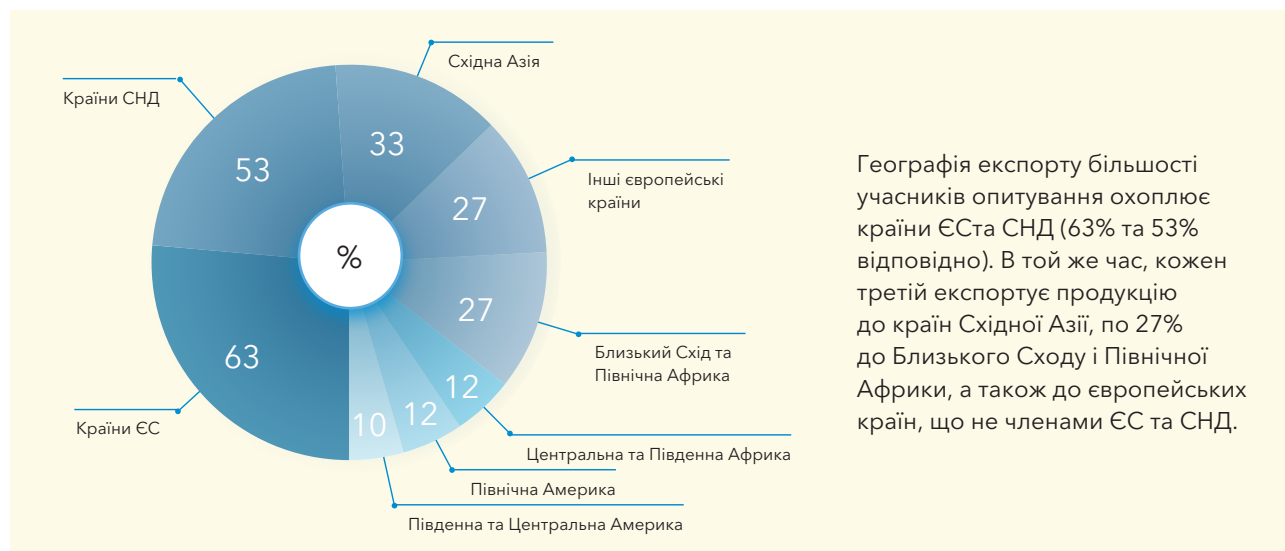 Східна Азія
Країни СНД
33
53
Інші європейські
країни
27
%
27
63
Близький Схід та
Північна Африка
12
12
10
Країни ЄС
Центральна та Південна Африка
Північна Америка
Південна та Центральна Америка
Географія експорту більшості
учасників опитування охоплює
країни ЄСта СНД (63% та 53%
відповідно). В той же час, кожен
третій експортує продукцію
до країн Східної Азії, по 27%
до Близького Сходу і Північної
Африки, а також до європейських
країн, що не членами ЄС та СНД.